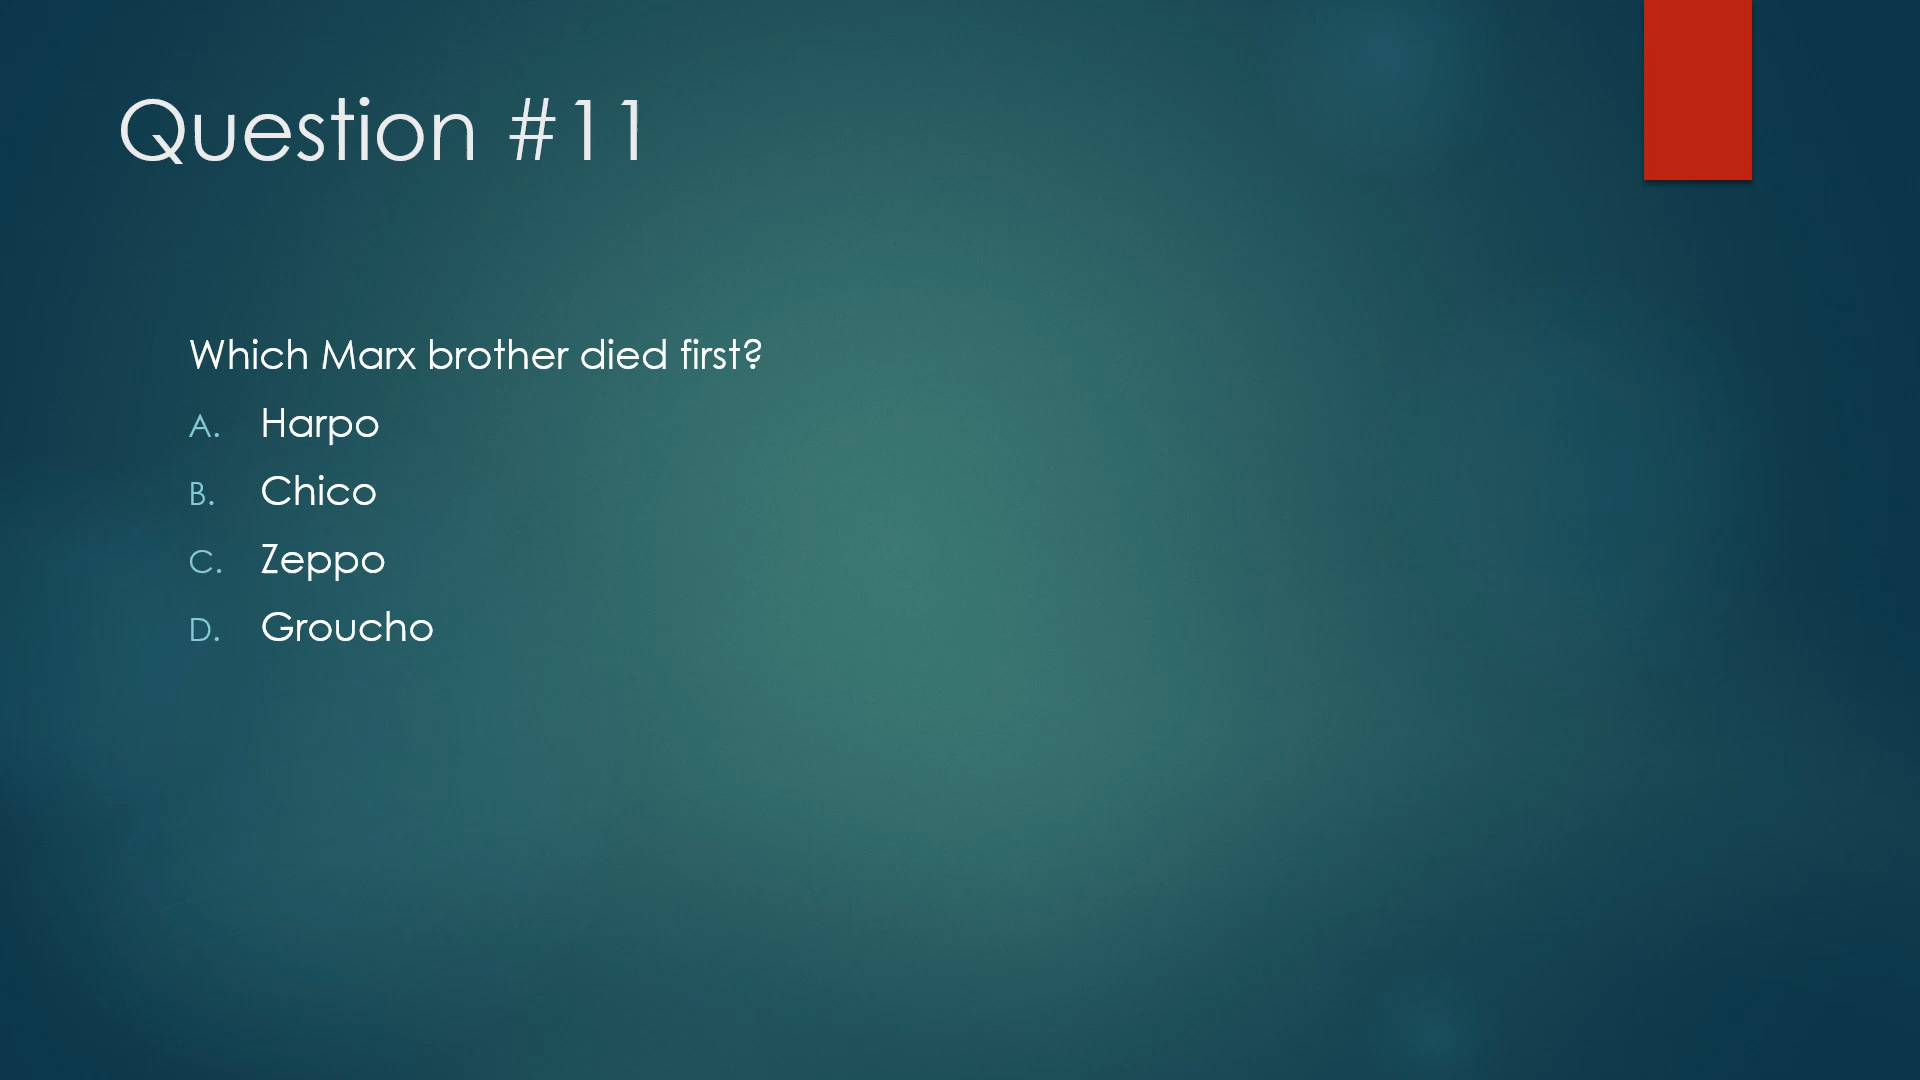 Question #11
Which Marx brother died first?
A. Harpo
B. Chico
C. Zeppo
D. Groucho